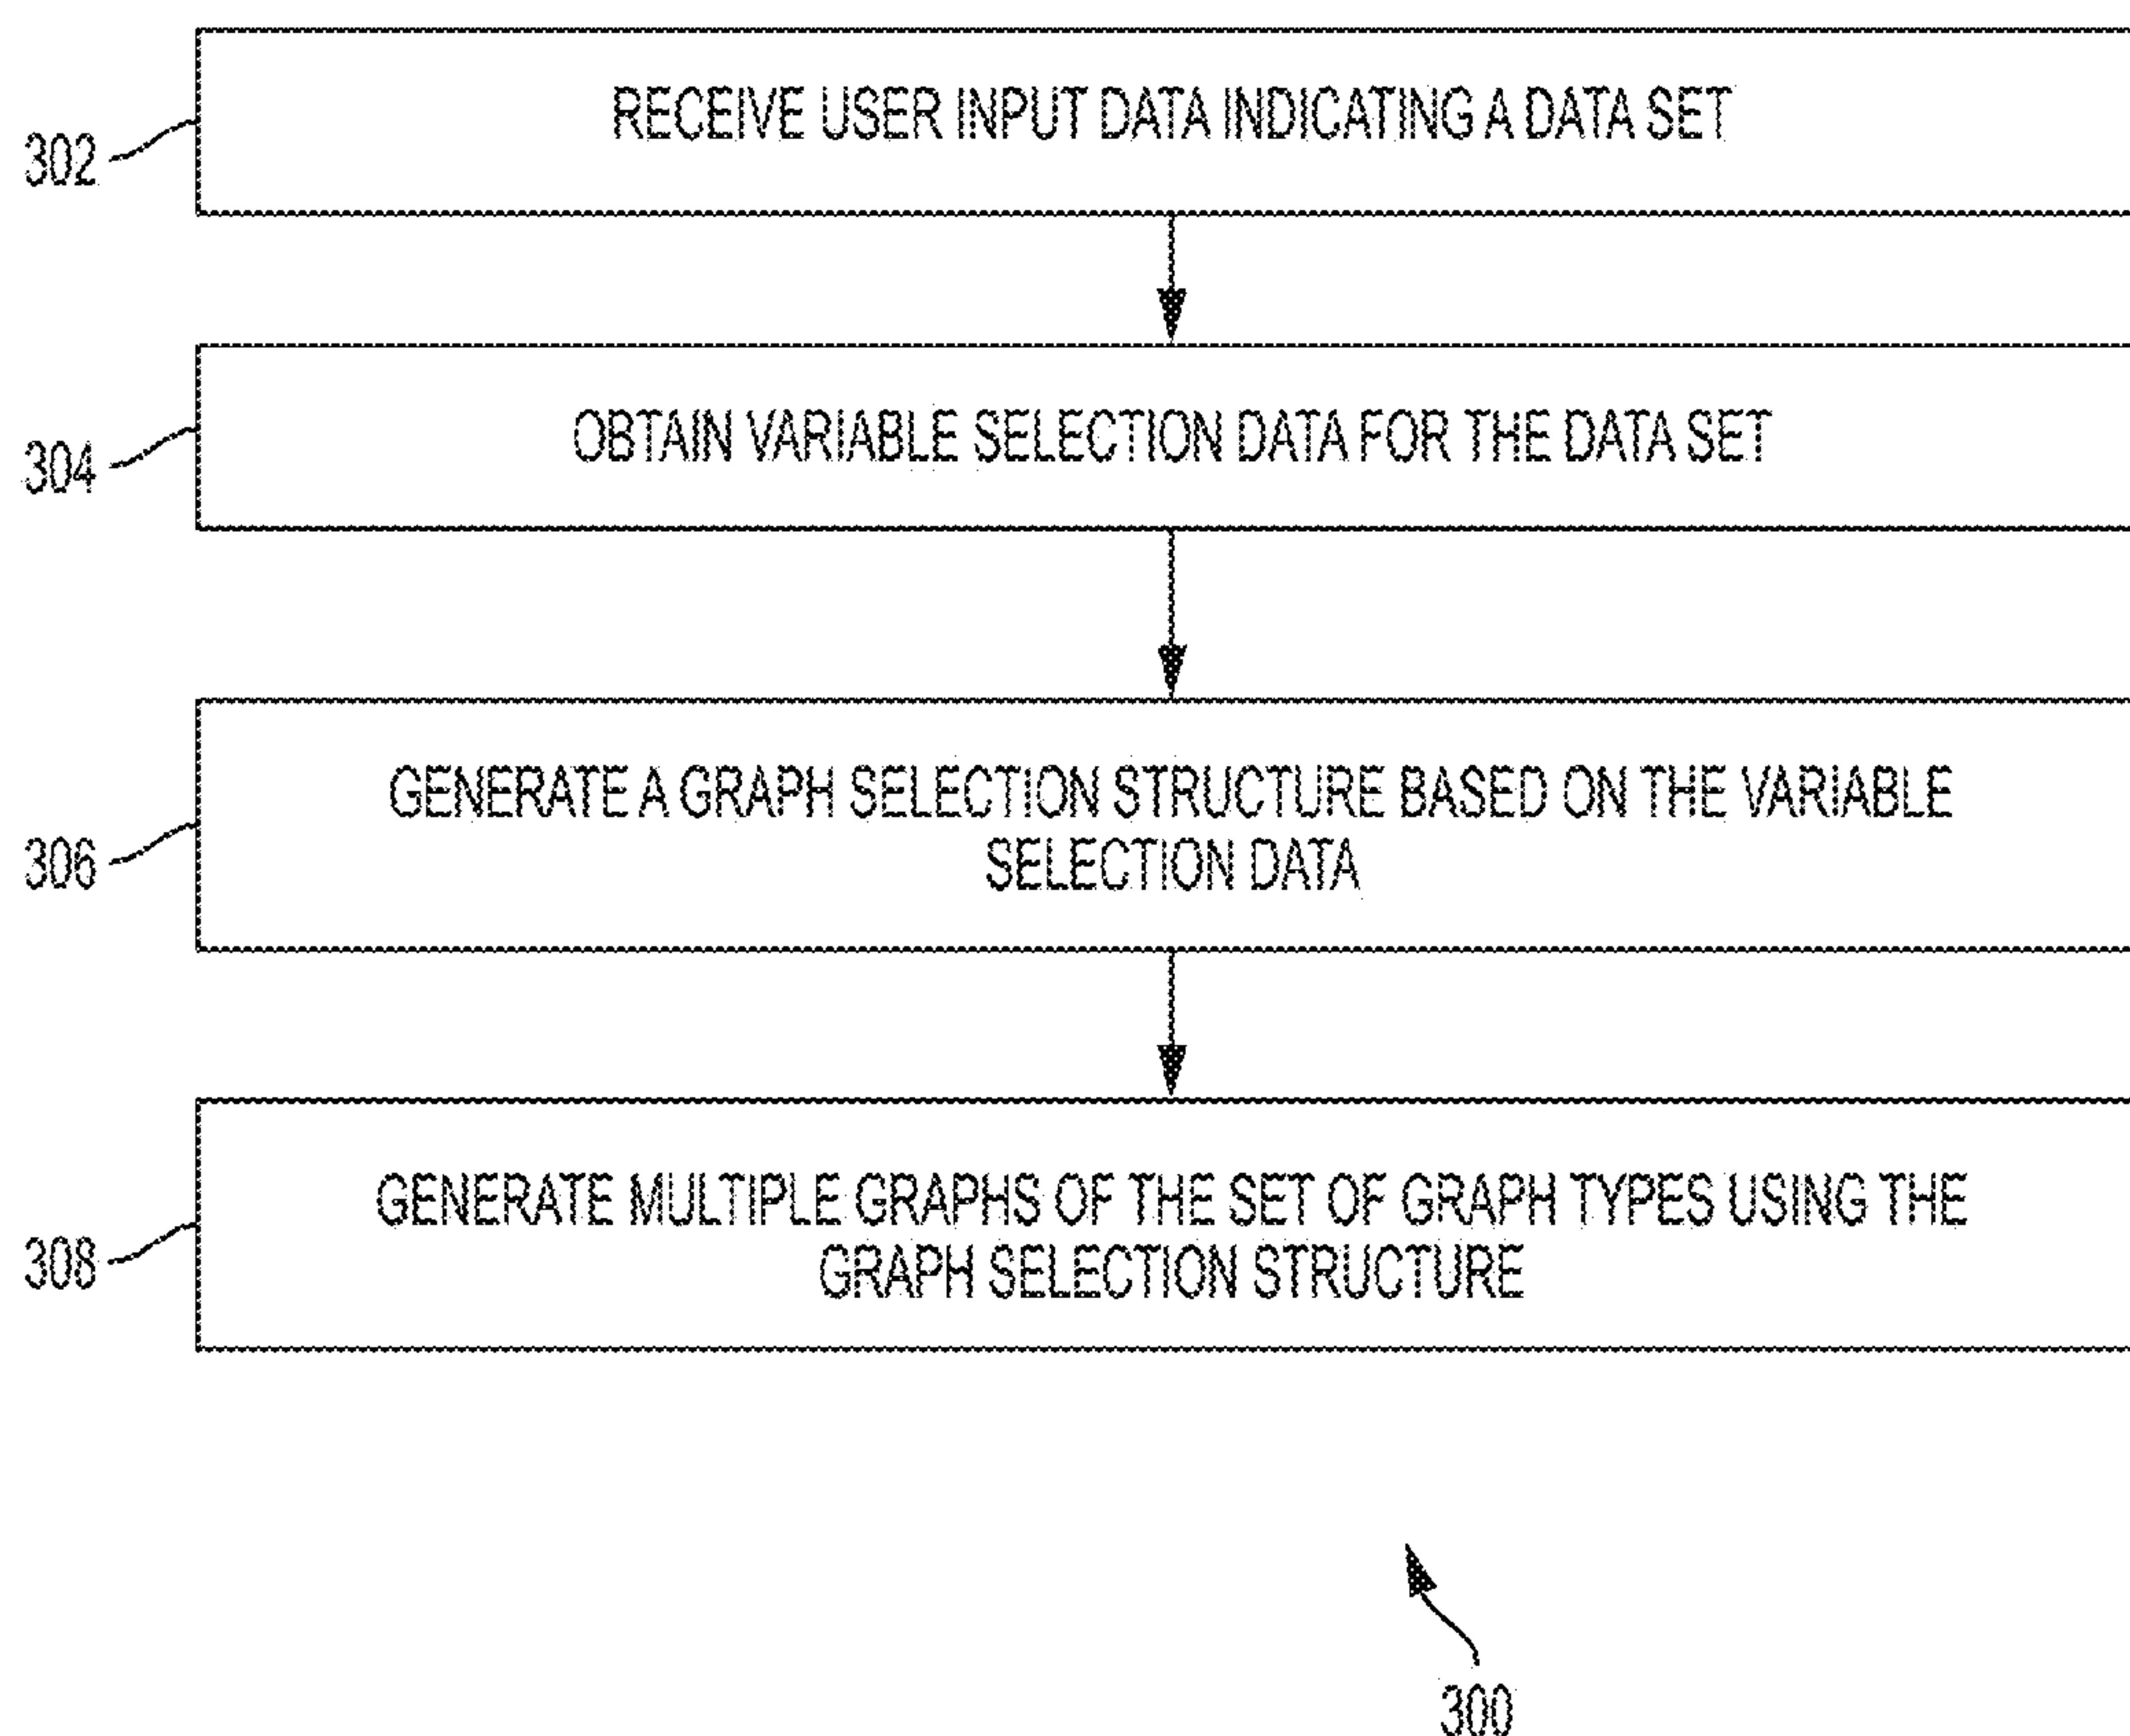 RECEIVE USER INPUT DATA INDICATING A DATA SET
302
OBTAIN VARIABLE SELECTION DATA FOR THE DATA SET
304
GENERATE A GRAPH SELECTION STRUCTURE BASED ON THE VARIABLE
SELECTION DATA
306
GENERATE MULTIPLE GRAPHS OF THE SET OF GRAPH TYPES USING THE
GRAPH SELECTION STRUCTURE
308
300